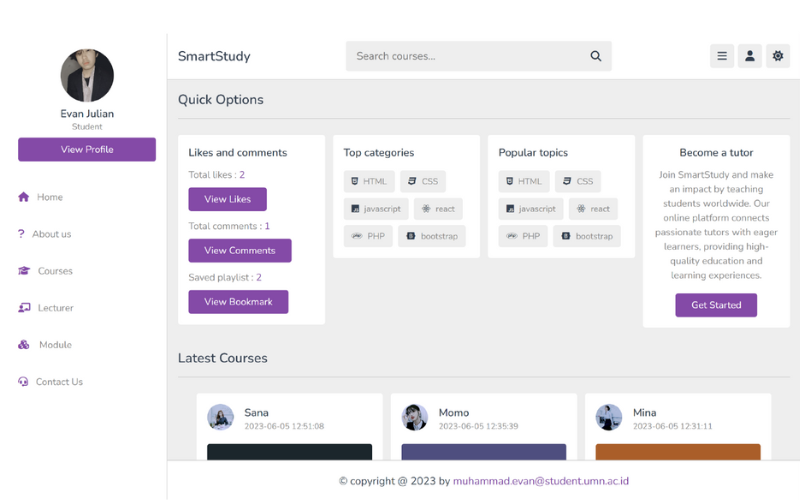 SmartStudy
Search courses...
Evan Julian
Student
View Profile
Home
? About us
Courses
Lecturer
Module
Contact Us
Quick Options
Likes and comments
Total likes : 2
View Likes
Total comments : 1
View Comments
Saved playlist : 2
View Bookmark
Top categories
HTML
CSS
javascript
react
PHP
bootstrap
Popular topics
HTML
CSS
javascript
react
PHP
bootstrap
Become a tutor
Join SmartStudy and make
an impact by teaching
students worldwide. Our
online platform connects
passionate tutors with eager
learners, providing high-
quality education and
learning experiences.
Get Started
Latest Courses
Sana
2023-06-05 12:51:08
Momo
2023-06-05 12:35:39
Mina
2023-06-05 12:31:11
© copyright @ 2023 by muhammad.evan@student.umn.ac.id